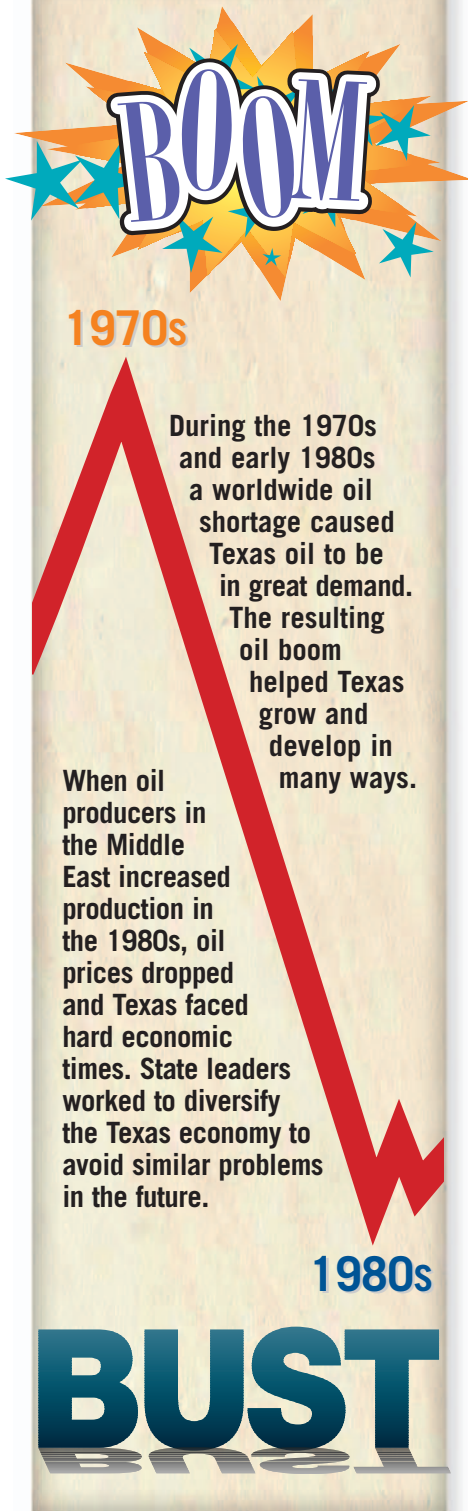 BOOM
1970s
During the 1970s
and early 1980s
a worldwide oil
shortage caused
Texas oil to be
in great demand.
The resulting
oil boom
helped Texas
grow and
develop in
many ways.
When oil
producers in
the Middle
East increased
production in
the 1980s, oil
prices dropped
and Texas faced
hard economic
times. State leaders
worked to diversify
the Texas economy to
avoid similar problems
in the future.
1980s
BUST